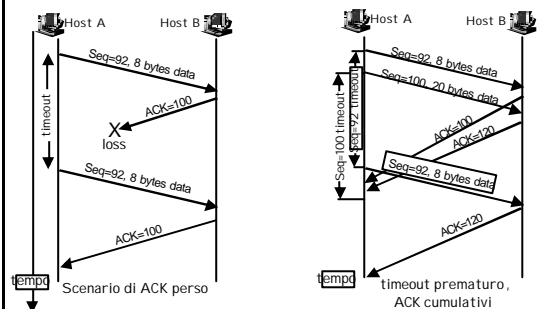 Host A
Host B
Seq=92, 8 bytes data
ACK=100
timeout
X
loss
Seq=92, 8 bytes data
ACK=100
tempo
Scenario di ACK perso
Host A
Host B
Seq=92, 8 bytes data
Seq=100, 20 bytes data
Seq=92 timeout
Seq=100 timeout
ACK=100
ACK=120
Seq=92, 8 bytes data
ACK=120
tempo
timeout prematuro,
ACK cumulativi